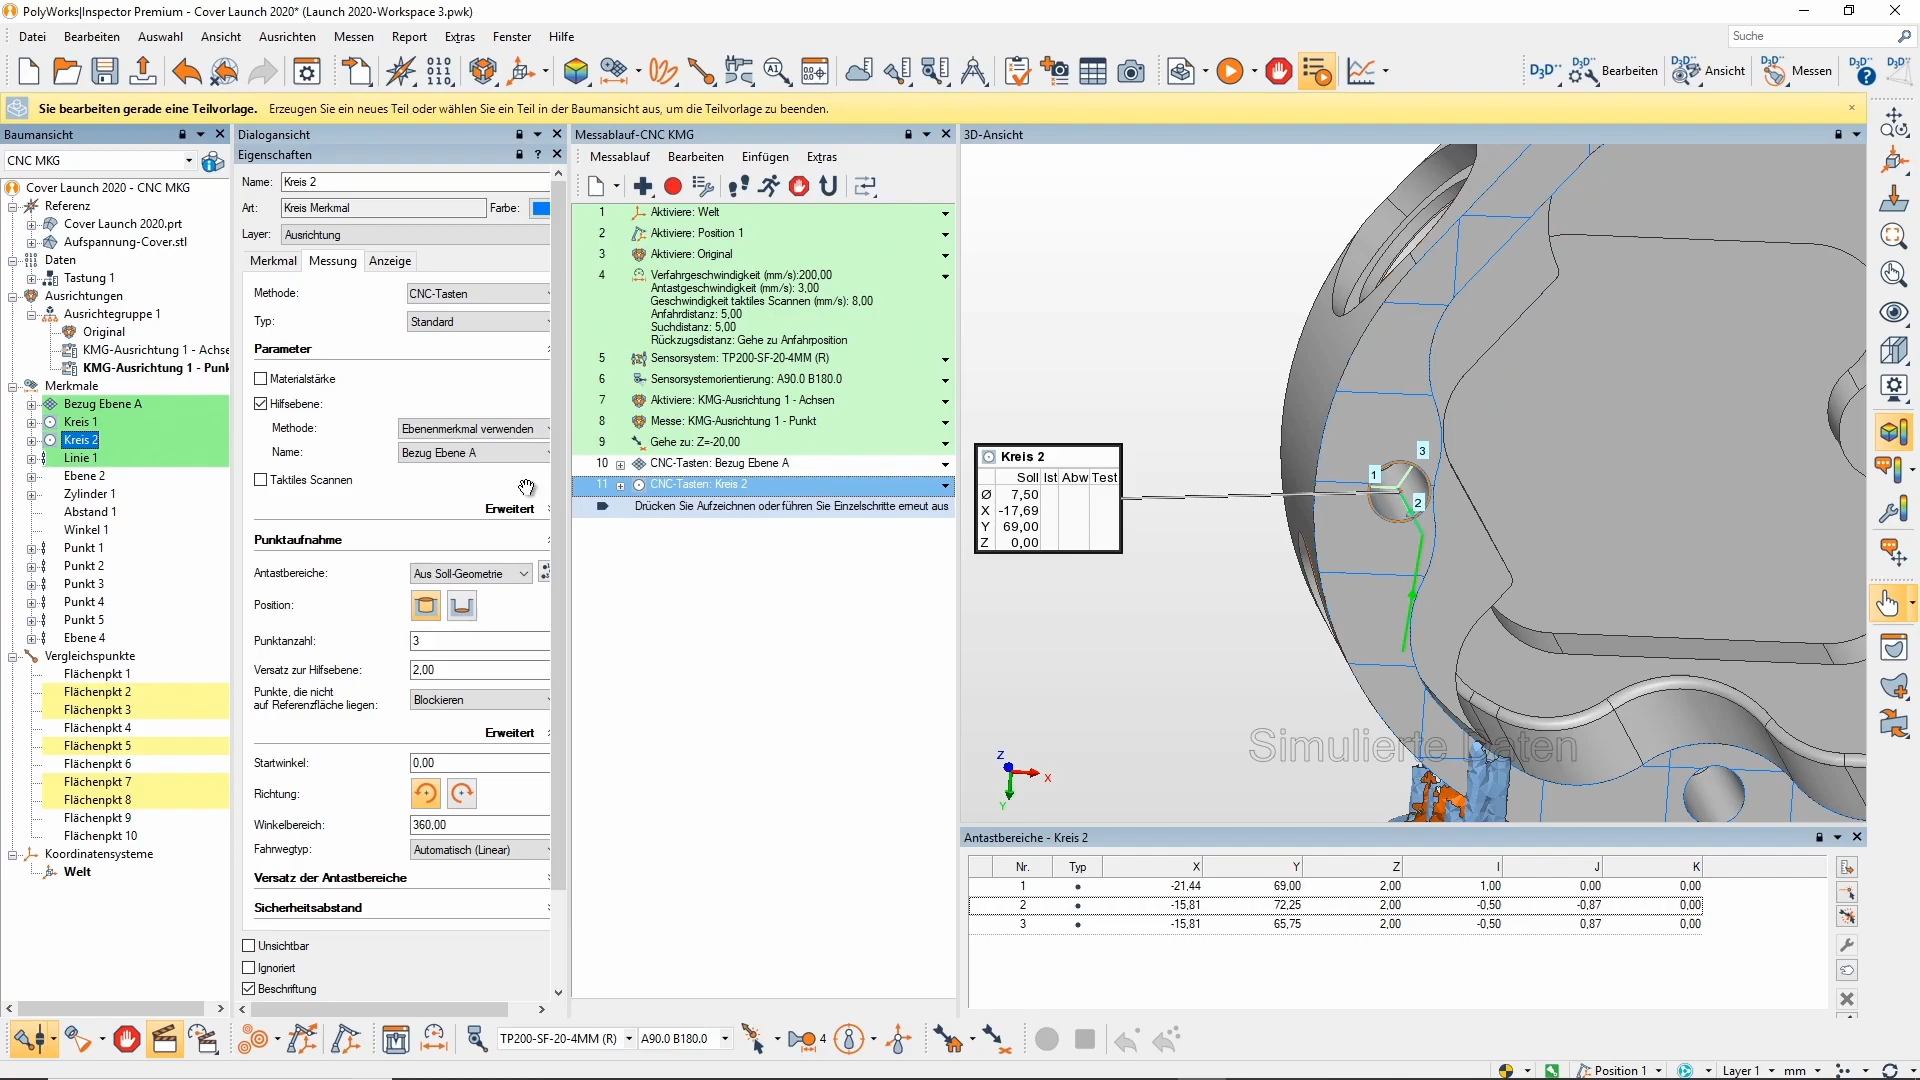 PolyWorks|Inspector Premium - Cover Launch 2020* (Launch 2020-Workspace 3.pwk)
Datei Bearbeiten Auswahl Ansicht Ausrichten Messen Report Extras Fenster Hilfe
Suche
D3D Bearbeiten Ansicht Messen
Sie bearbeiten gerade eine Teilvorlage. Erzeugen Sie ein neues Teil oder wählen Sie ein Teil in der Baumansicht aus, um die Teilvorlage zu beenden.
Baumansicht
CNC MKG
Cover Launch 2020 - CNC MKG
Referenz
Cover Launch 2020.prt
Aufspannung-Cover.stl
Daten
Tastung 1
Ausrichtungen
Ausrichtegruppe 1
Original
KMG-Ausrichtung 1 - Achse
KMG-Ausrichtung 1 - Punk
Merkmale
Bezug Ebene A
Kreis 1
Kreis 2
Linie 1
Ebene 2
Zylinder 1
Abstand 1
Winkel 1
Punkt 1
Punkt 2
Punkt 3
Punkt 4
Punkt 5
Ebene 4
Vergleichspunkte
Flächenpkt 1
Flächenpkt 2
Flächenpkt 3
Flächenpkt 4
Flächenpkt 5
Flächenpkt 6
Flächenpkt 7
Flächenpkt 8
Flächenpkt 9
Flächenpkt 10
Koordinatensysteme
Welt
Dialogansicht
Eigenschaften
Name: Kreis 2
Art: Kreis Merkmal Farbe:
Layer: Ausrichtung
Merkmal Messung Anzeige
Methode: CNC-Tasten
Typ: Standard
Parameter
Materialstärke
Hilfsebene:
Methode: Ebenenmerkmal verwenden
Name: Bezug Ebene A
Taktiles Scannen
Erweitert
Punktaufnahme
Antastbereiche: Aus Soll-Geometrie
Position:
Punktanzahl: 3
Versatz zur Hilfsebene: 2,00
Punkte, die nicht
auf Referenzfläche liegen: Blockieren
Erweitert
Startwinkel: 0,00
Richtung:
Winkelbereich: 360,00
Fahrwegtyp: Automatisch (Linear)
Versatz der Antastbereiche
Sicherheitsabstand
Unsichtbar
Ignoriert
Beschriftung
Messablauf-CNC KMG
Messablauf Bearbeiten Einfügen Extras
1 Aktiviere: Welt
2 Aktiviere: Position 1
3 Aktiviere: Original
4 Verfahrgeschwindigkeit (mm/s):200,00
Antastgeschwindigkeit (mm/s): 3,00
Geschwindigkeit taktiles Scannen (mm/s): 8,00
Anfahrdistanz: 5,00
Suchdistanz: 5,00
Rückzugsdistanz: Gehe zu Anfahrposition
5 Sensorsystem: TP200-SF-20-4MM (R)
6 Sensorsystemorientierung: A90.0 B180.0
7 Aktiviere: KMG-Ausrichtung 1 - Achsen
8 Messe: KMG-Ausrichtung 1 - Punkt
9 Gehe zu: Z=-20,00
10 CNC-Tasten: Bezug Ebene A
11 CNC-Tasten: Kreis 2
Drücken Sie Aufzeichnen oder führen Sie Einzelschritte erneut aus
3D-Ansicht
Kreis 2
Soll Ist Abw Test
Ø 7,50
X -17,69
Y 69,00
Z 0,00
1
3
2
Simulierte Daten
Z
X
Y
Antastbereiche - Kreis 2
Nr. Typ X Y Z I J K
1 -21,44 69,00 2,00 1,00 0,00 0,00
2 -15,81 72,25 2,00 -0,50 -0,87 0,00
3 -15,81 65,75 2,00 -0,50 0,87 0,00
TP200-SF-20-4MM (R) A90.0 B180.0 4
Position 1 Layer 1 mm